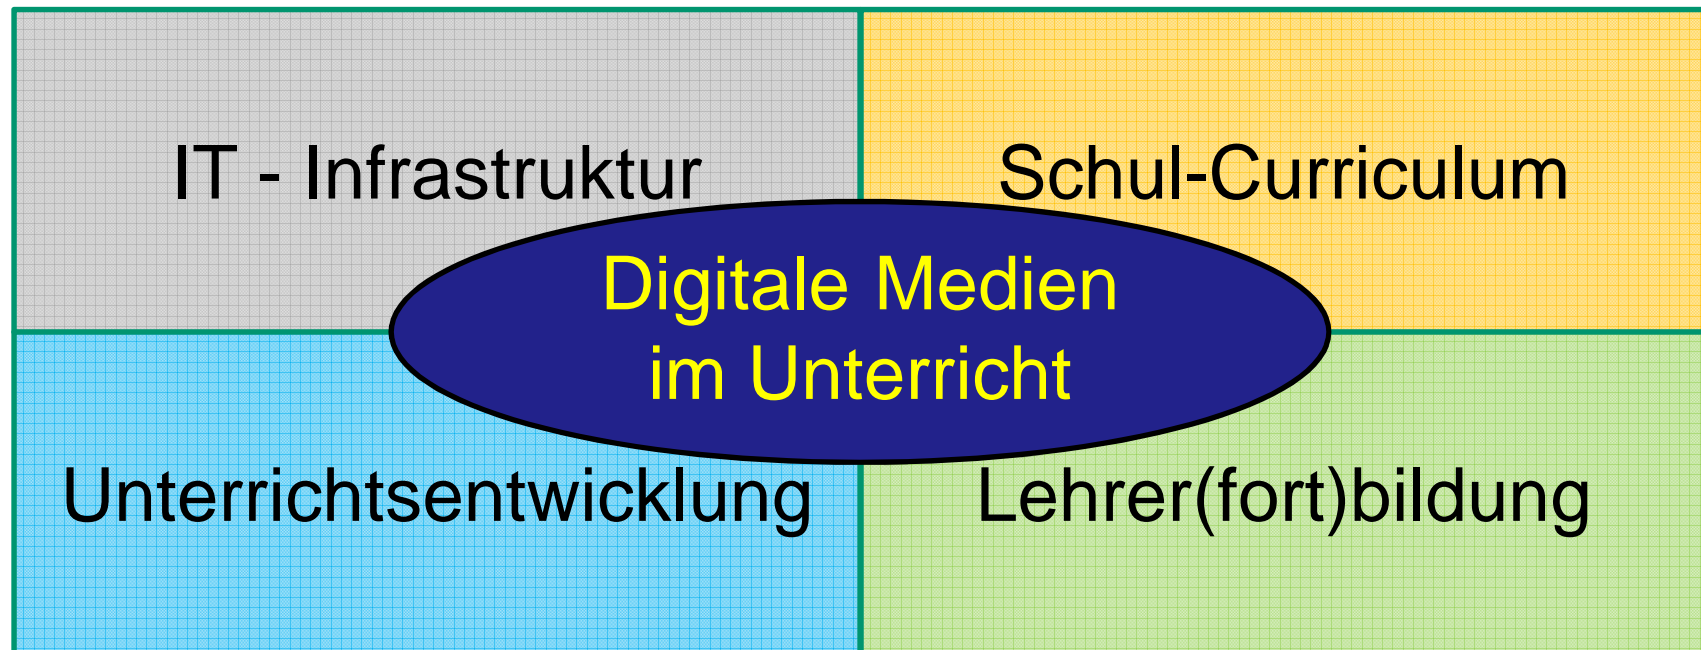 IT - Infrastruktur
Schul-Curriculum
Digitale Medien
im Unterricht
Unterrichtsentwicklung
Lehrer(fort)bildung